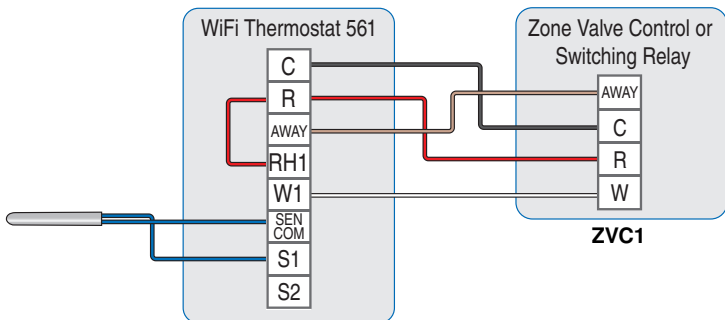 WiFi Thermostat 561
C
R
AWAY
RH1
W1
SEN
COM
S1
S2
Zone Valve Control or
Switching Relay
AWAY
C
R
W
ZVC1